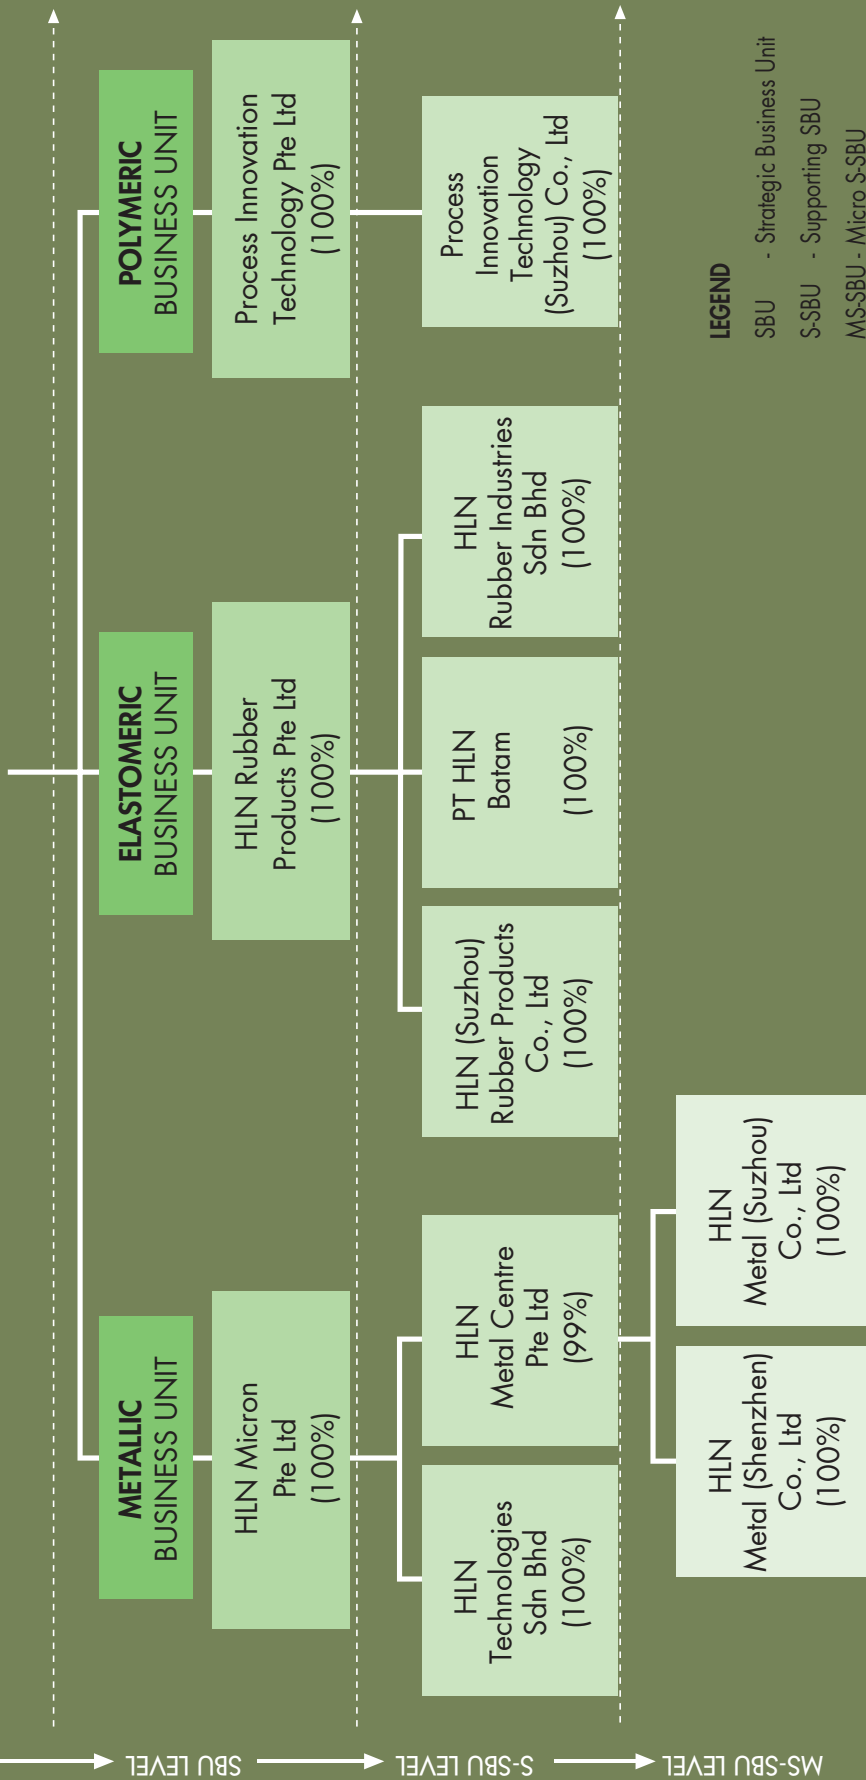 METALLIC
BUSINESS UNIT
ELASTOMERIC
BUSINESS UNIT
POLYMERIC
BUSINESS UNIT
HLN Micron
Pte Ltd
(100%)
HLN Rubber
Products Pte Ltd
(100%)
Process Innovation
Technology Pte Ltd
(100%)
SBU LEVEL
HLN
Technologies
Sdn Bhd
(100%)
HLN
Metal Centre
Pte Ltd
(99%)
HLN (Suzhou)
Rubber Products
Co., Ltd
(100%)
PT HLN
Batam
(100%)
HLN
Rubber Industries
Sdn Bhd
(100%)
Process
Innovation
Technology
(Suzhou) Co., Ltd
(100%)
S-SBU LEVEL
HLN
Metal (Shenzhen)
Co., Ltd
(100%)
HLN
Metal (Suzhou)
Co., Ltd
(100%)
MS-SBU LEVEL
LEGEND
SBU - Strategic Business Unit
S-SBU - Supporting SBU
MS-SBU - Micro S-SBU